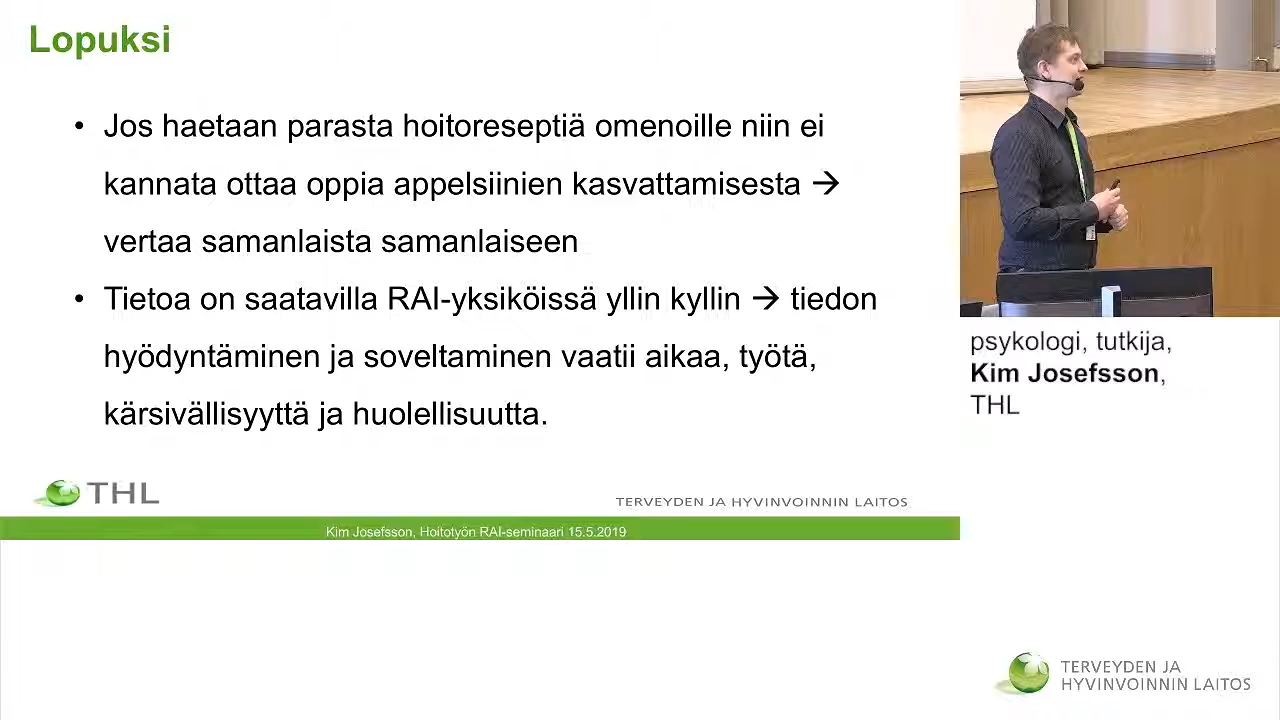 Lopuksi
• Jos haetaan parasta hoitoreseptiä omenoille niin ei
kannata ottaa oppia appelsiinien kasvattamisesta →
vertaa samanlaista samanlaiseen
• Tietoa on saatavilla RAI-yksiköissä yllin kyllin → tiedon
hyödyntäminen ja soveltaminen vaatii aikaa, työtä,
kärsivällisyyttä ja huolellisuutta.
THL
TERVEYDEN JA HYVINVOINNIN LAITOS
Kim Josefsson, Hoitotyön RAI-seminaari 15.5.2019
psykologi, tutkija,
Kim Josefsson,
THL
TERVEYDEN JA
HYVINVOINNIN LAITOS